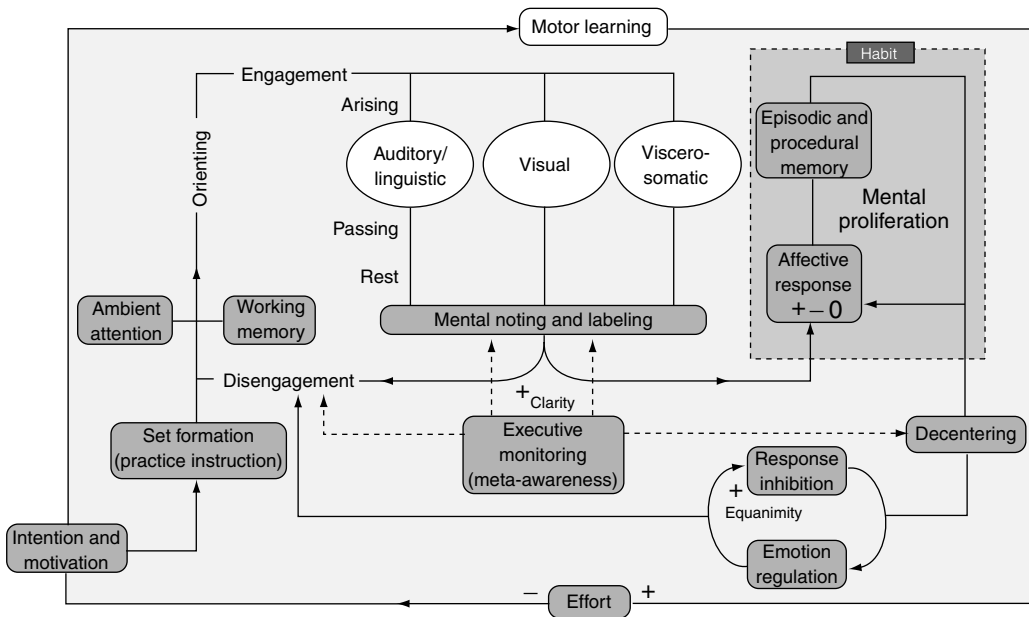 Motor learning
Habit
Engagement
Arising
Orienting
Auditory/
linguistic
Visual
Viscero-
somatic
Episodic and
procedural
memory
Mental
proliferation
Passing
Rest
Affective
response
+ – 0
Ambient
attention
Working
memory
Mental noting and labeling
Disengagement
+ Clarity
Set formation
(practice instruction)
Executive
monitoring
(meta-awareness)
Decentering
Response
inhibition
+
Equanimity
Emotion
regulation
Intention and
motivation
– Effort +